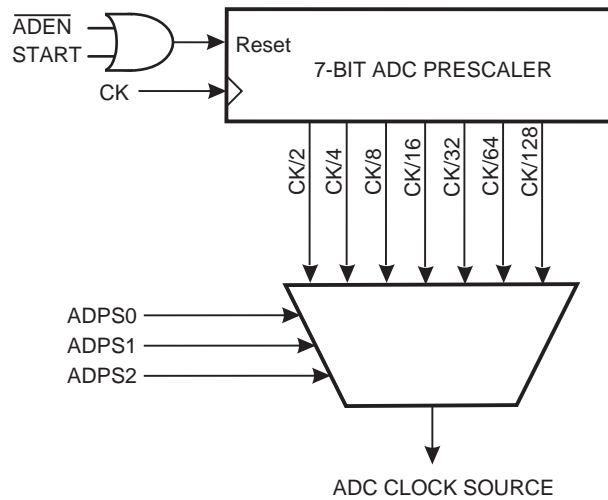 ADEN
START
Reset
7-BIT ADC PRESCALER
CK
CK/2
CK/4
CK/8
CK/16
CK/32
CK/64
CK/128
ADPS0
ADPS1
ADPS2
ADC CLOCK SOURCE